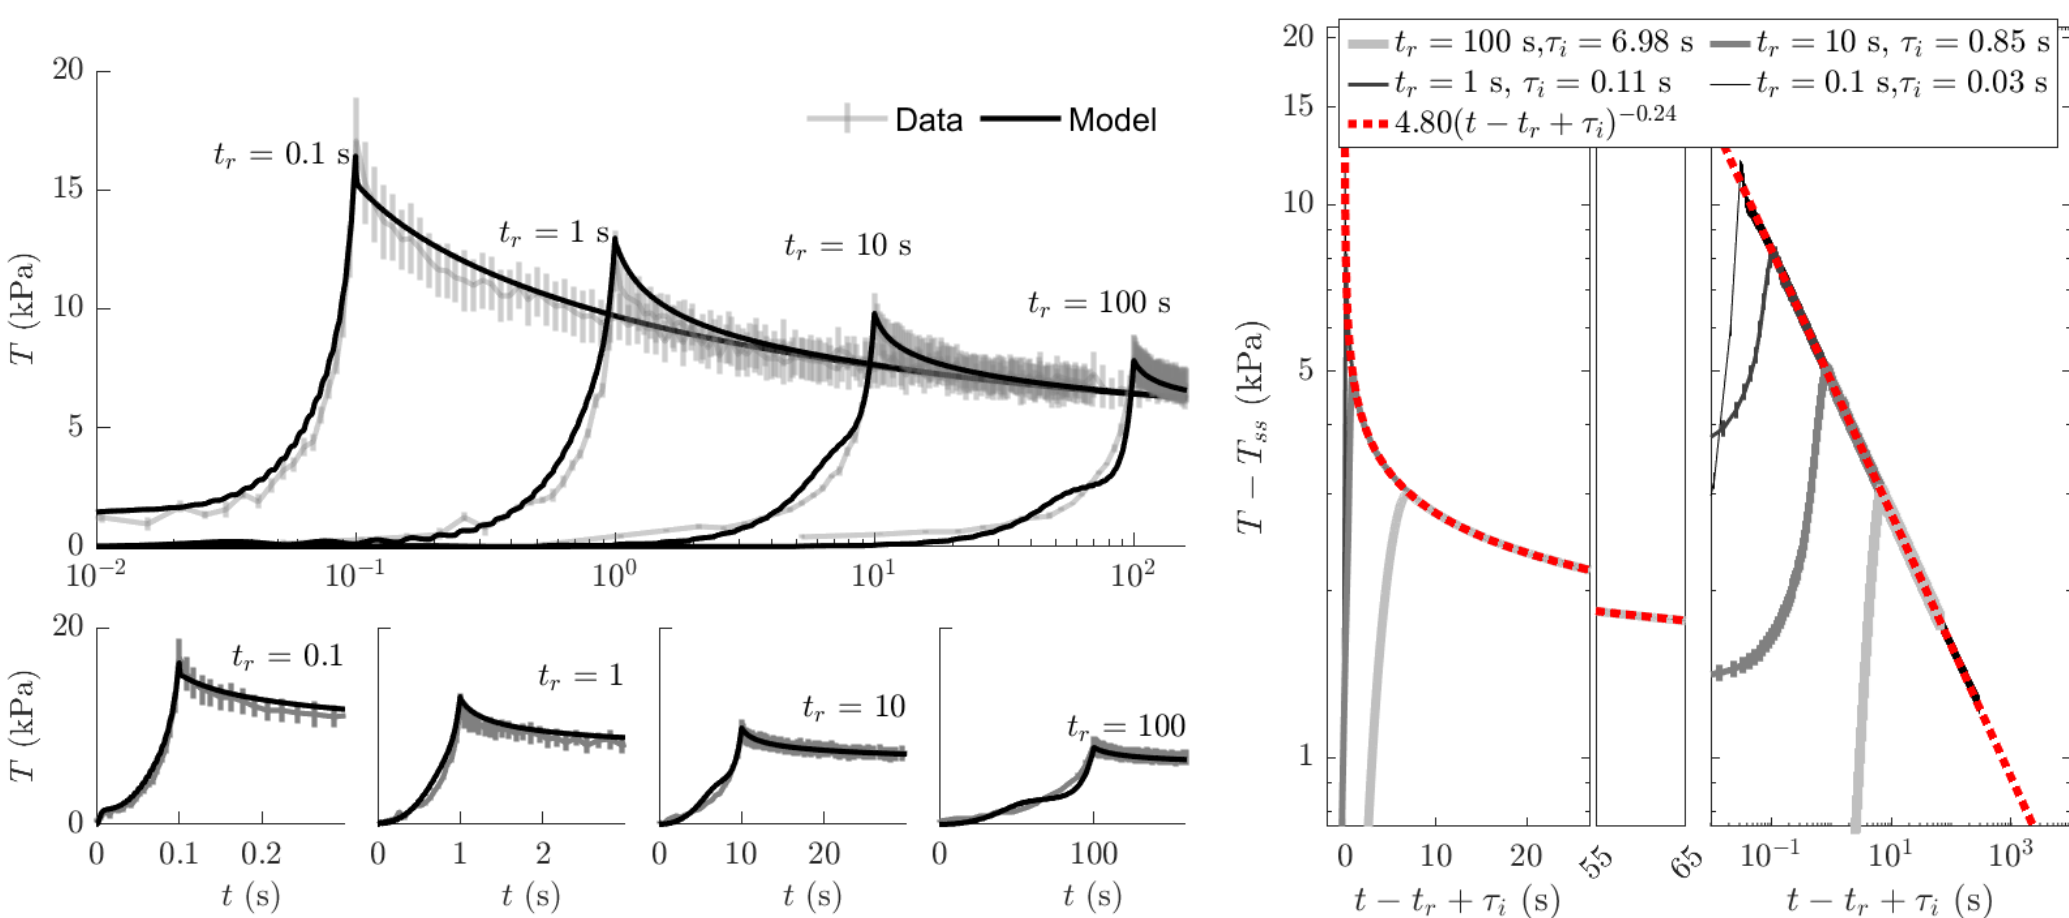 20
15
10
5
0
T (kPa)
t_r = 0.1 s
t_r = 1 s
t_r = 10 s
t_r = 100 s
Data Model
10^{-2} 10^{-1} 10^0 10^1 10^2
20
0
T (kPa)
t_r = 0.1
0 0.1 0.2
t (s)
t_r = 1
0 1 2
t (s)
t_r = 10
0 10 20
t (s)
t_r = 100
0 100
t (s)
t_r = 100 s,τ_i = 6.98 s t_r = 10 s, τ_i = 0.85 s
t_r = 1 s, τ_i = 0.11 s t_r = 0.1 s,τ_i = 0.03 s
4.80(t − t_r + τ_i)^{−0.24}
20
15
10
5
1
T − T_{ss} (kPa)
0 10 20 55 65
t − t_r + τ_i (s)
10^{-1} 10^1 10^3
t − t_r + τ_i (s)